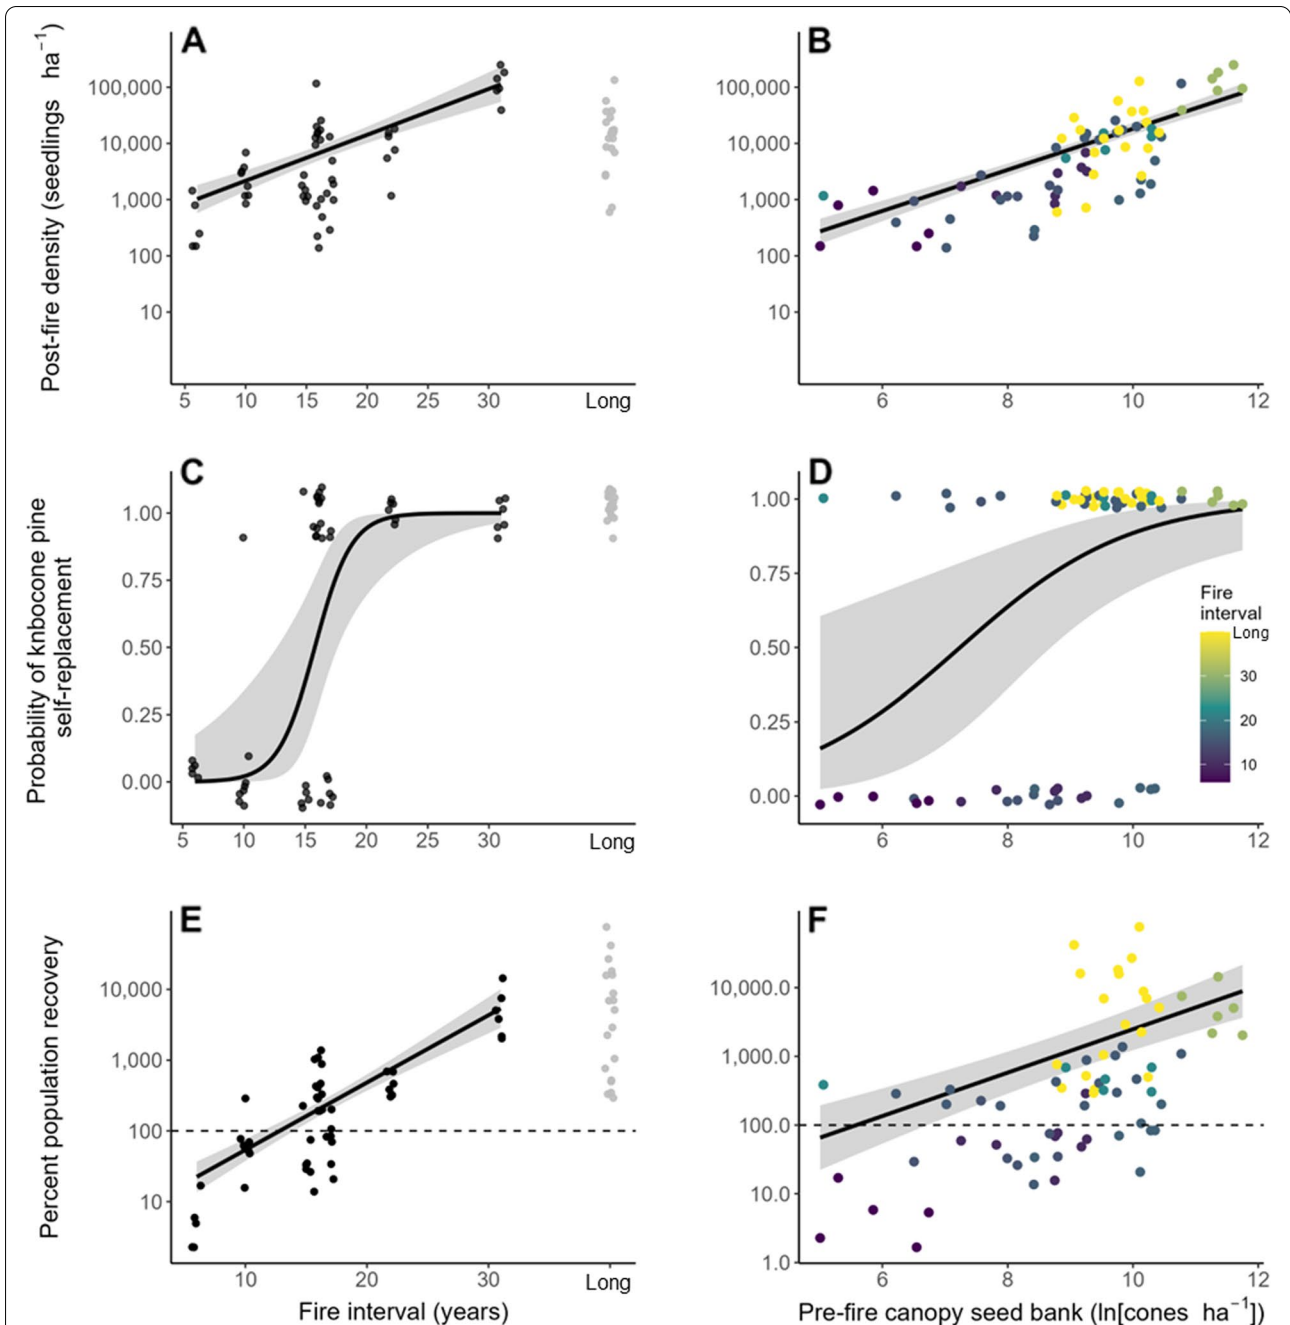 A
Post-fire density (seedlings ha−1)
100,000
10,000
1,000
100
10
5 10 15 20 25 30 Long
B
100,000
10,000
1,000
100
10
6 8 10 12
C
Probability of knbocone pine
self-replacement
1.00
0.75
0.50
0.25
0.00
5 10 15 20 25 30 Long
D
1.00
0.75
0.50
0.25
0.00
6 8 10 12
Fire
interval
Long
30
20
10
E
Percent population recovery
10,000
1,000
100
10
10 20 30 Long
Fire interval (years)
F
10,000.0
1,000.0
100.0
10.0
1.0
6 8 10 12
Pre-fire canopy seed bank (ln[cones ha−1])